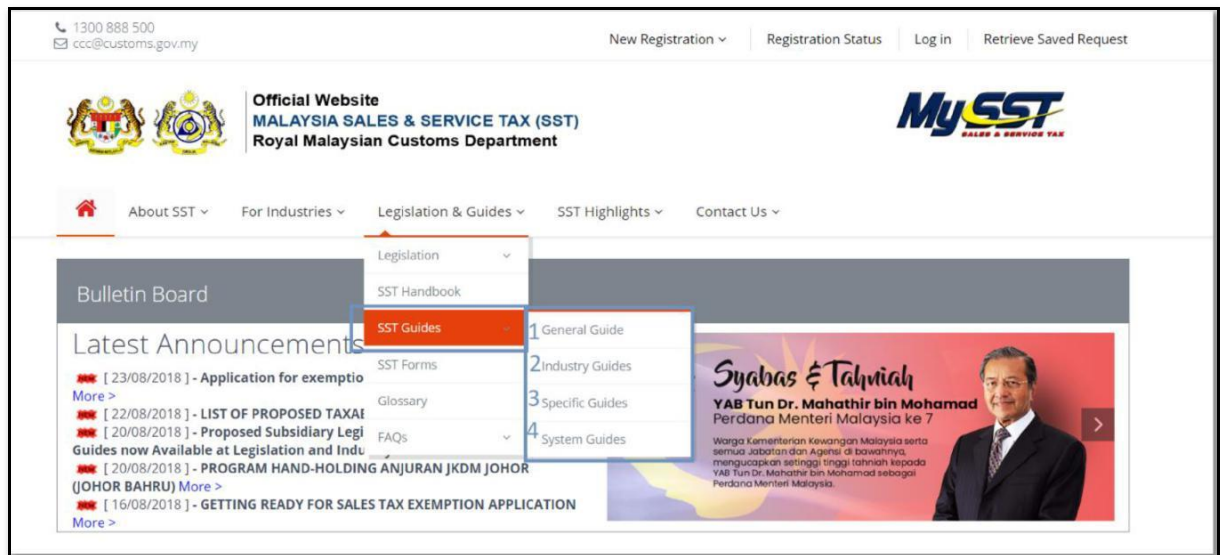 1300 888 500
ccc@customs.gov.my
New Registration
Registration Status
Log in
Retrieve Saved Request
Official Website
MALAYSIA SALES & SERVICE TAX (SST)
Royal Malaysian Customs Department
MySST
SALES & SERVICE TAX
About SST
For Industries
Legislation & Guides
SST Highlights
Contact Us
Legislation
SST Handbook
SST Guides
SST Forms
Glossary
FAQs
1 General Guide
2 Industry Guides
3 Specific Guides
4 System Guides
Bulletin Board
Latest Announcements
[ 23/08/2018 ] - Application for exemptio
More >
[ 22/08/2018 ] - LIST OF PROPOSED TAXAB
[ 20/08/2018 ] - Proposed Subsidiary Legi
Guides now Available at Legislation and Indu
[ 20/08/2018 ] - PROGRAM HAND-HOLDING ANJURAN JKDM JOHOR
(JOHOR BAHRU) More >
[ 16/08/2018 ] - GETTING READY FOR SALES TAX EXEMPTION APPLICATION
More >
Syabas & Tahniah
YAB Tun Dr. Mahathir bin Mohamad
Perdana Menteri Malaysia ke 7
Warga Kementerian Kewangan Malaysia serta
semua Jabatan dan Agensi di bawahnya,
mengucapkan setinggi tinggi tahniah kepada
YAB Tun Dr. Mahathir bin Mohamad sebagai
Perdana Menteri Malaysia.